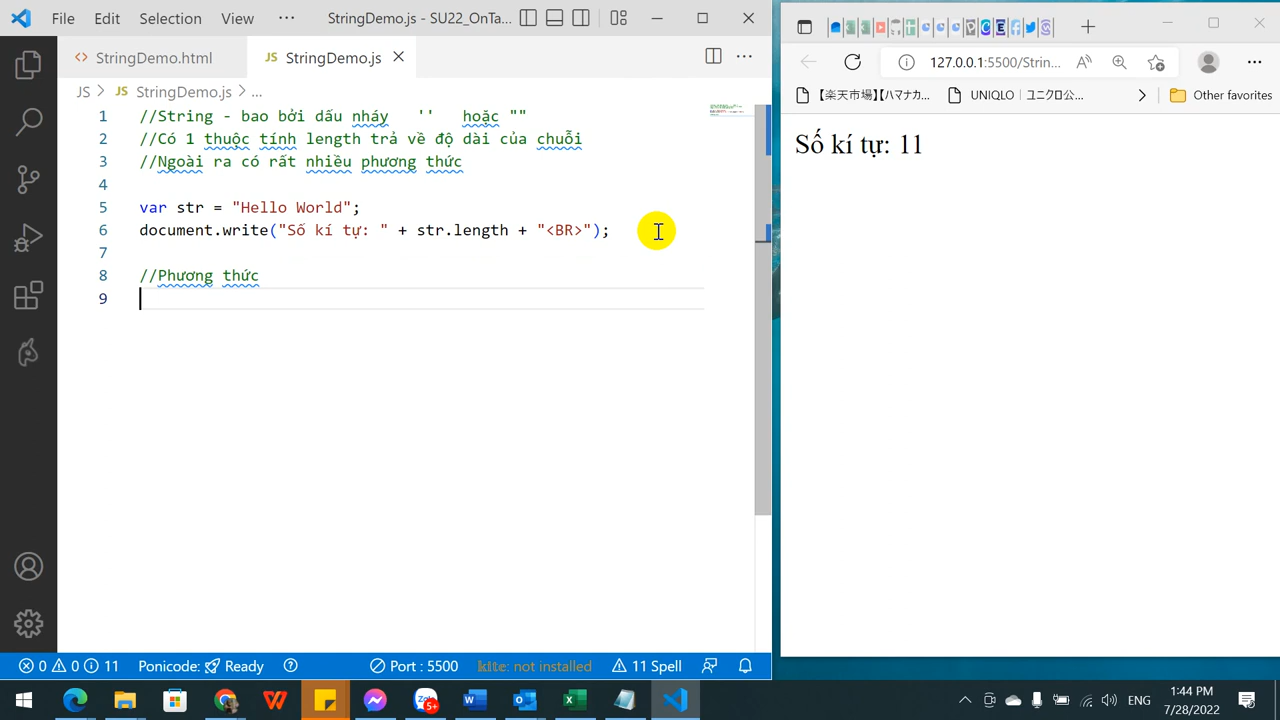 File Edit Selection View ··· StringDemo.js - SU22_OnTa...
StringDemo.html
JS StringDemo.js
JS > JS StringDemo.js > ...
1 //String - bao bởi dấu nháy '' hoặc ""
2 //Có 1 thuộc tính length trả về độ dài của chuỗi
3 //Ngoài ra có rất nhiều phương thức
4
5 var str = "Hello World";
6 document.write("Số kí tự: " + str.length + "<BR>");
7
8 //Phương thức
9
0 0 11 Ponicode: Ready Port : 5500 kite: not installed 11 Spell
127.0.0.1:5500/Strin...
【楽天市場】【ハマナカ... UNIQLO | ユニクロ公... Other favorites
Số kí tự: 11
5+
ENG
1:44 PM
7/28/2022